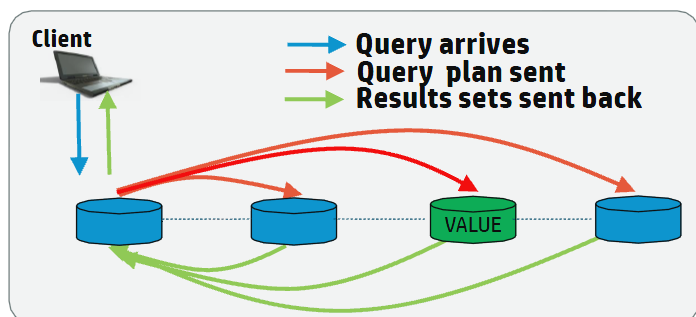 Client
Query arrives
Query plan sent
Results sets sent back
VALUE